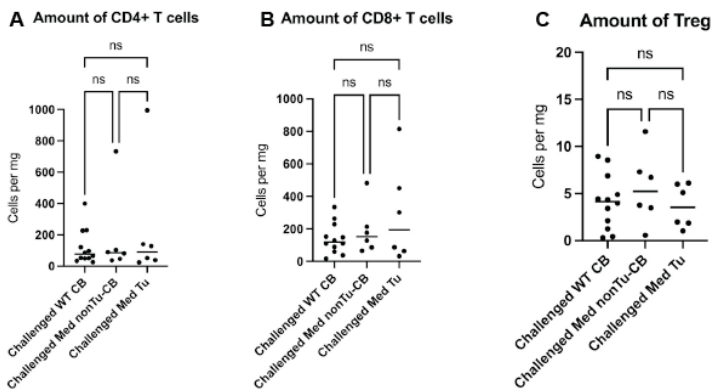 A Amount of CD4+ T cells
ns
ns ns
Cells per mg
1000
800
600
400
200
0
Challenged WT CB
Challenged Med nonTu-CB
Challenged Med Tu
B Amount of CD8+ T cells
ns
ns ns
Cells per mg
1000
800
600
400
200
0
Challenged WT CB
Challenged Med nonTu-CB
Challenged Med Tu
C Amount of Treg
ns
ns ns
Cells per mg
20
15
10
5
0
Challenged WT CB
Challenged Med nonTu-CB
Challenged Med Tu